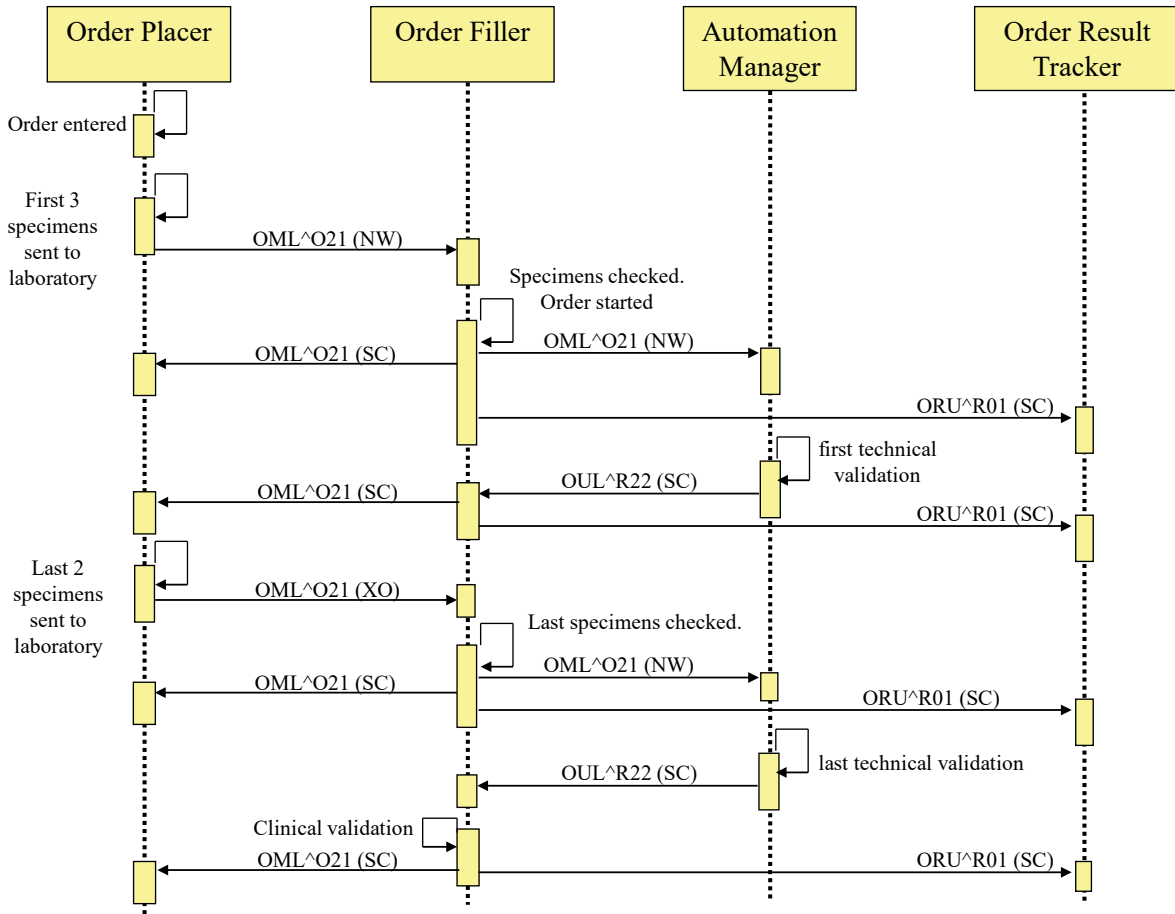 Order Placer
Order Filler
Automation
Manager
Order Result
Tracker
Order entered
First 3
specimens
sent to
laboratory
OML^O21 (NW)
Specimens checked.
Order started
OML^O21 (NW)
OML^O21 (SC)
ORU^R01 (SC)
first technical
validation
OUL^R22 (SC)
OML^O21 (SC)
ORU^R01 (SC)
Last 2
specimens
sent to
laboratory
OML^O21 (XO)
Last specimens checked.
OML^O21 (NW)
OML^O21 (SC)
ORU^R01 (SC)
last technical validation
OUL^R22 (SC)
Clinical validation
OML^O21 (SC)
ORU^R01 (SC)